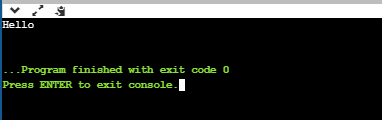 Hello
...Program finished with exit code 0
Press ENTER to exit console.